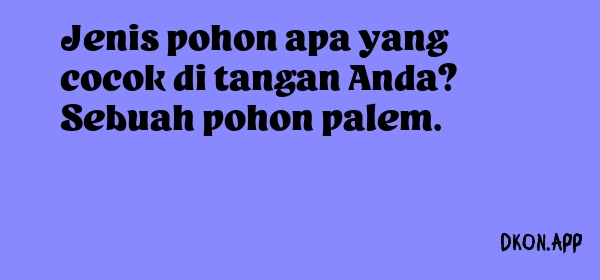 Jenis pohon apa yang
cocok di tangan Anda?
Sebuah pohon palem.
DKON.APP